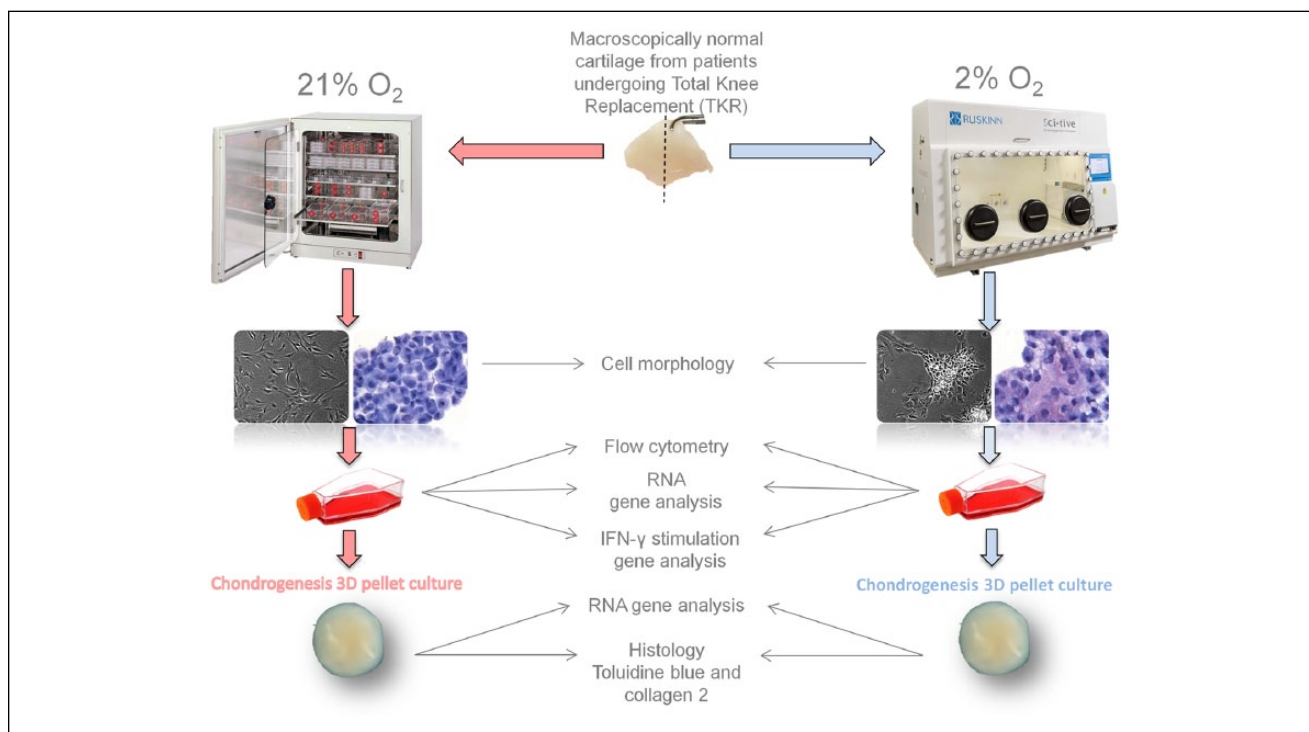 Macroscopically normal
cartilage from patients
undergoing Total Knee
Replacement (TKR)
21% O₂
2% O₂
RUSKINN
sci-tive
Cell morphology
Flow cytometry
RNA
gene analysis
IFN-γ stimulation
gene analysis
Chondrogenesis 3D pellet culture
Chondrogenesis 3D pellet culture
RNA gene analysis
Histology
Toluidine blue and
collagen 2